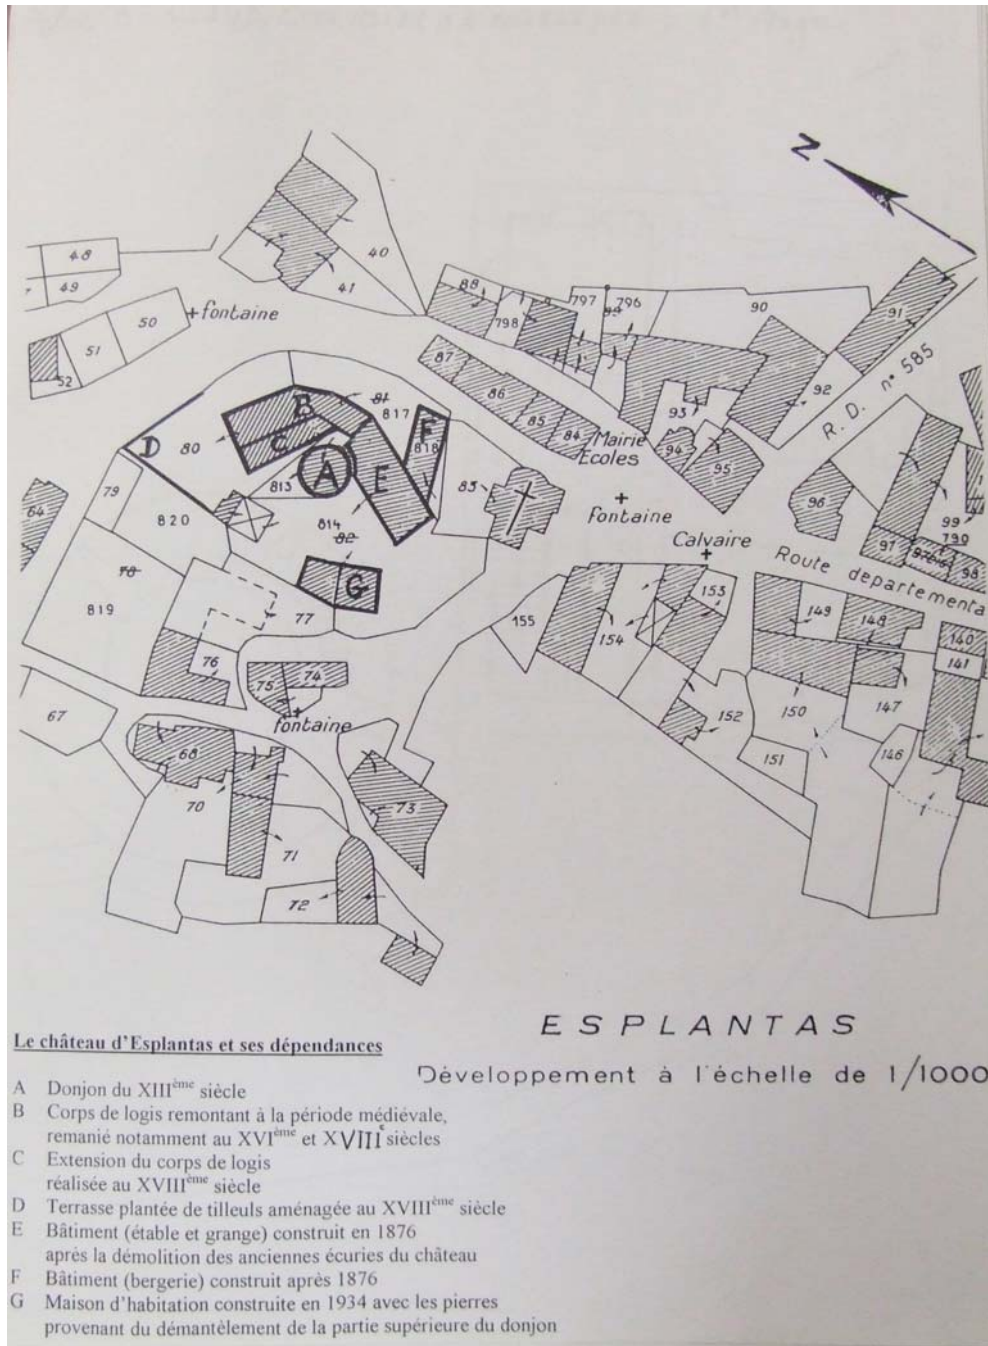 N
48
49
50
51
52
fontaine
40
41
88
798
797
796
90
91
92
R.D. n° 585
87
86
85
84
Mairie
Ecoles
93
94
95
96
fontaine
Calvaire
Route departementa
97
98
99
790
B
C
D
80
81
817
F
818
A
E
813
814
82
83
G
64
79
820
78
819
77
76
75
74
fontaine
67
68
70
71
72
73
155
154
153
152
151
150
149
148
147
146
140
141
ESPLANTAS
Développement à l'échelle de 1/1000
Le château d'Esplantas et ses dépendances
A Donjon du XIIIème siècle
B Corps de logis remontant à la période médiévale,
remanié notamment au XVIème et XVIIIe siècles
C Extension du corps de logis
réalisée au XVIIIème siècle
D Terrasse plantée de tilleuls aménagée au XVIIIème siècle
E Bâtiment (étable et grange) construit en 1876
après la démolition des anciennes écuries du château
F Bâtiment (bergerie) construit après 1876
G Maison d'habitation construite en 1934 avec les pierres
provenant du démantèlement de la partie supérieure du donjon